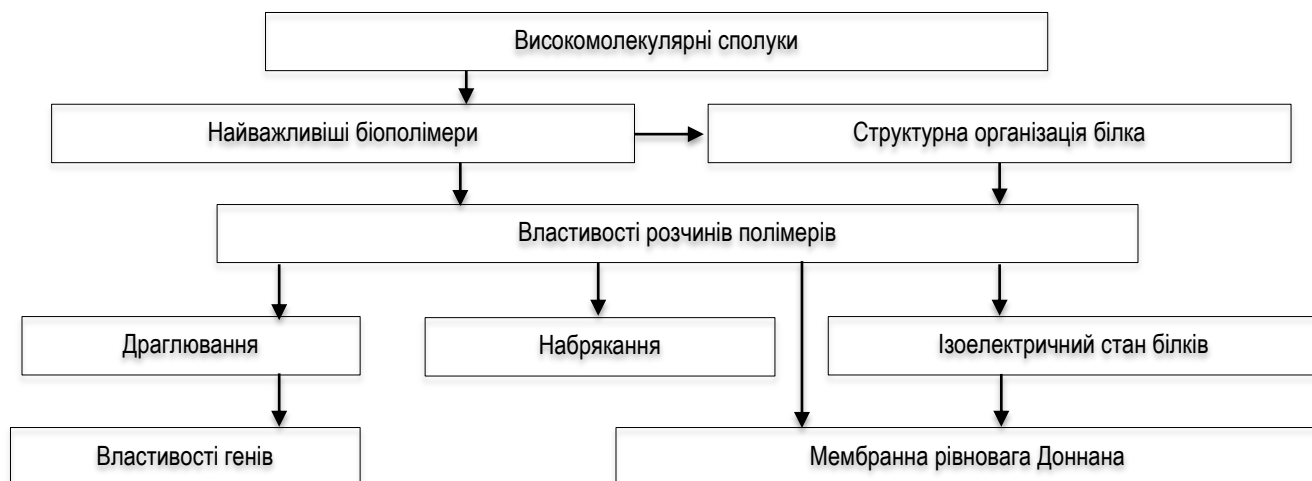 Високомолекулярні сполуки
Найважливіші біополімери
Структурна організація білка
Властивості розчинів полімерів
Драглювання
Набрякання
Ізоелектричний стан білків
Властивості генів
Мембранна рівновага Доннана